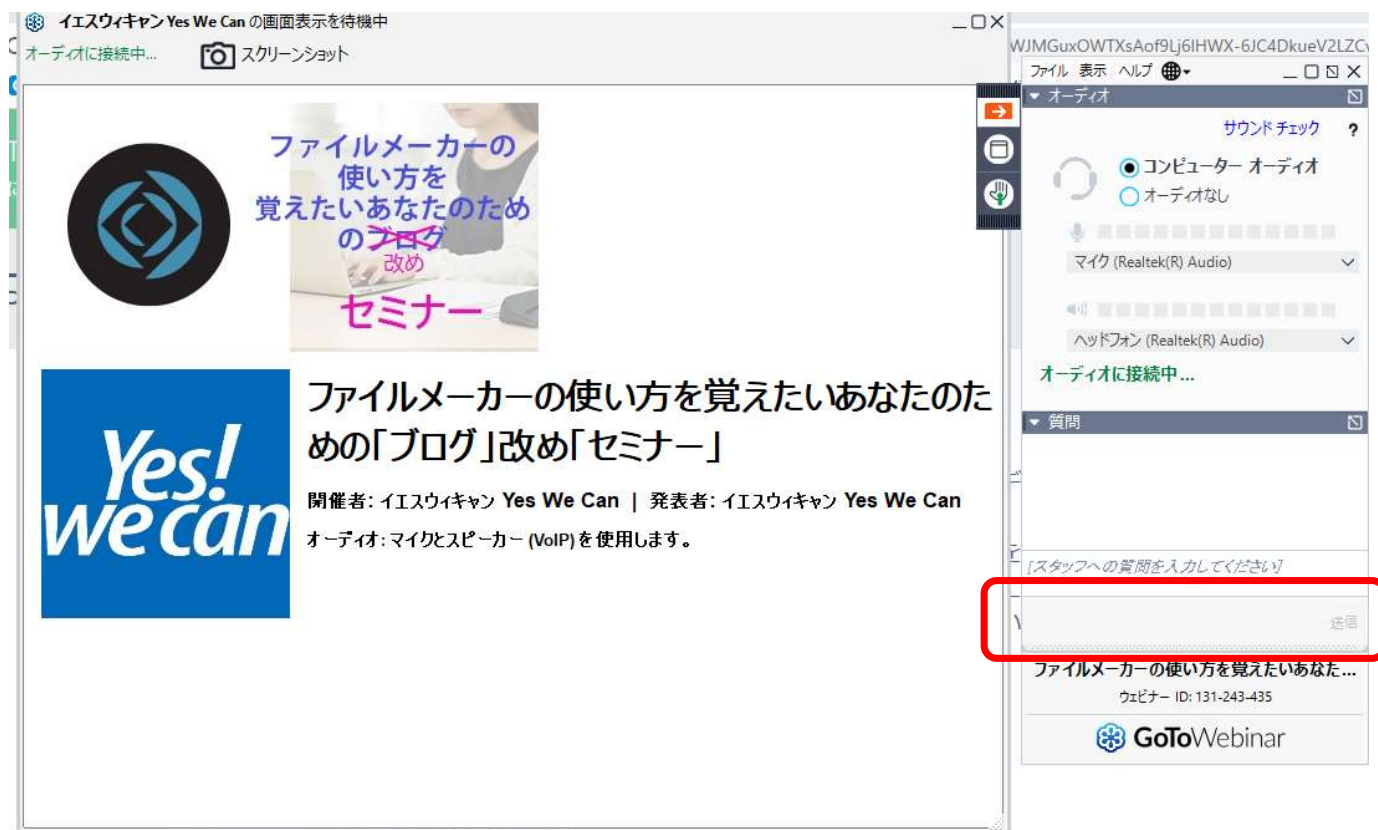 イエスウィキャン Yes We Can の画面表示を待機中
オーディオに接続中...
スクリーンショット
ファイルメーカーの
使い方を
覚えたいあなたのため
のブログ
改め
セミナー
Yes!
we can
ファイルメーカーの使い方を覚えたいあなたのた
めの「ブログ」改め「セミナー」
開催者: イエスウィキャン Yes We Can | 発表者: イエスウィキャン Yes We Can
オーディオ: マイクとスピーカー (VoIP) を使用します。
WJMGuxOWTXsAof9Lj6IHWX-6JC4DkueV2LZC
ファイル 表示 ヘルプ
オーディオ
サウンド チェック ?
コンピューター オーディオ
オーディオなし
マイク (Realtek(R) Audio)
ヘッドフォン (Realtek(R) Audio)
オーディオに接続中...
質問
[スタッフへの質問を入力してください]
送信
ファイルメーカーの使い方を覚えたいあなた...
ウェビナー ID: 131-243-435
GoToWebinar